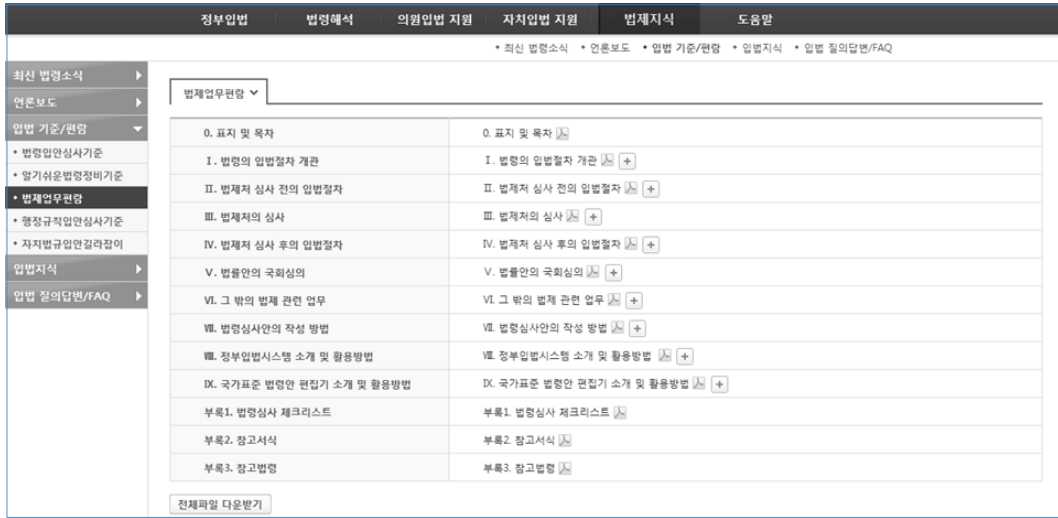 정부입법 법령해석 의원입법 지원 자치입법 지원 법제지식 도움말
• 최신 법령소식 • 언론보도 • 입법 기준/편람 • 입법지식 • 입법 질의답변/FAQ
최신 법령소식
언론보도
입법 기준/편람
• 법령입안심사기준
• 알기쉬운법령정비기준
• 법제업무편람
• 행정규칙입안심사기준
• 자치법규입안길라잡이
입법지식
입법 질의답변/FAQ
법제업무편람
0. 표지 및 목차 0. 표지 및 목차
Ⅰ. 법령의 입법절차 개관 Ⅰ. 법령의 입법절차 개관
Ⅱ. 법제처 심사 전의 입법절차 Ⅱ. 법제처 심사 전의 입법절차
Ⅲ. 법제처의 심사 Ⅲ. 법제처의 심사
Ⅳ. 법제처 심사 후의 입법절차 Ⅳ. 법제처 심사 후의 입법절차
Ⅴ. 법률안의 국회심의 Ⅴ. 법률안의 국회심의
Ⅵ. 그 밖의 법제 관련 업무 Ⅵ. 그 밖의 법제 관련 업무
Ⅶ. 법령심사안의 작성 방법 Ⅶ. 법령심사안의 작성 방법
Ⅷ. 정부입법시스템 소개 및 활용방법 Ⅷ. 정부입법시스템 소개 및 활용방법
Ⅸ. 국가표준 법령안 편집기 소개 및 활용방법 Ⅸ. 국가표준 법령안 편집기 소개 및 활용방법
부록1. 법령심사 체크리스트 부록1. 법령심사 체크리스트
부록2. 참고서식 부록2. 참고서식
부록3. 참고법령 부록3. 참고법령
전체파일 다운받기